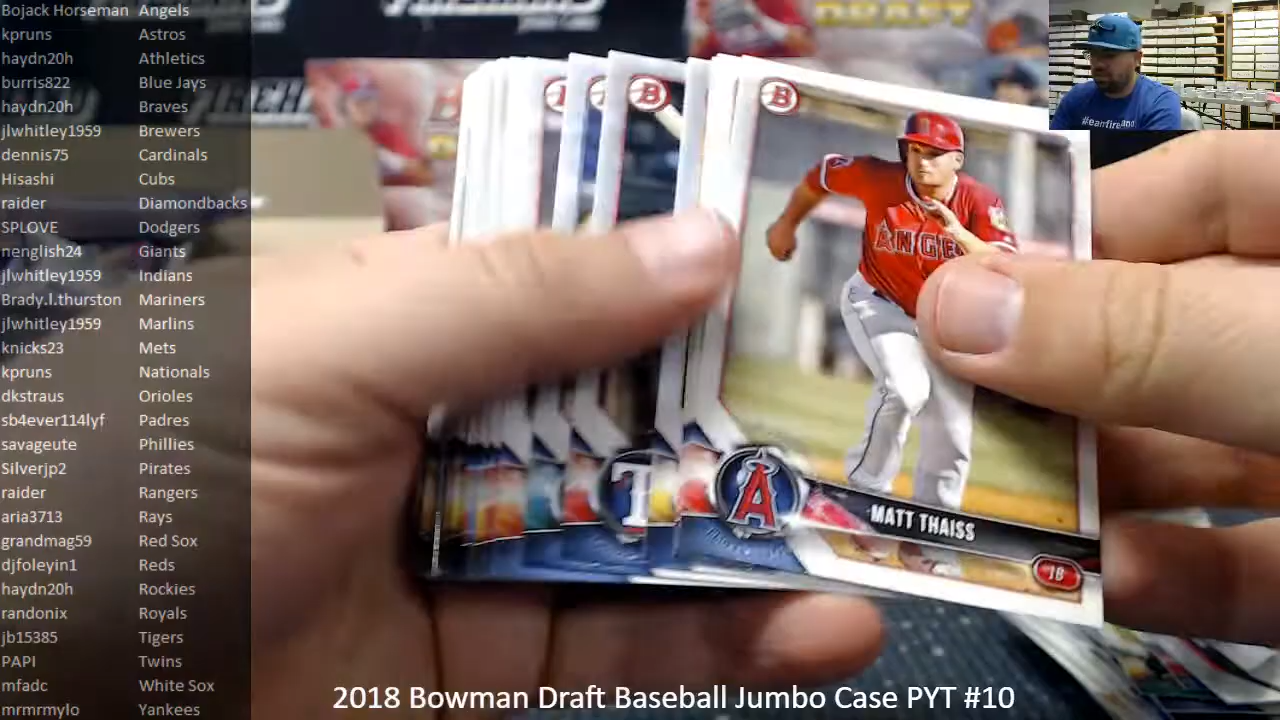 Bojack Horseman Angels
kpruns Astros
haydn20h Athletics
burris822 Blue Jays
haydn20h Braves
jlwhitley1959 Brewers
dennis75 Cardinals
Hisashi Cubs
raider Diamondbacks
SPLOVE Dodgers
nenglish24 Giants
jlwhitley1959 Indians
Brady.l.thurston Mariners
jlwhitley1959 Marlins
knicks23 Mets
kpruns Nationals
dkstraus Orioles
sb4ever114lyf Padres
savageute Phillies
Silverjp2 Pirates
raider Rangers
aria3713 Rays
grandmag59 Red Sox
djfoleyin1 Reds
haydn20h Rockies
randonix Royals
jb15385 Tigers
PAPI Twins
mfadc White Sox
mrmrmylo Yankees
DRAFT
B
B
ANGE
T
A
MATT THAISS
1B
2018 Bowman Draft Baseball Jumbo Case PYT #10